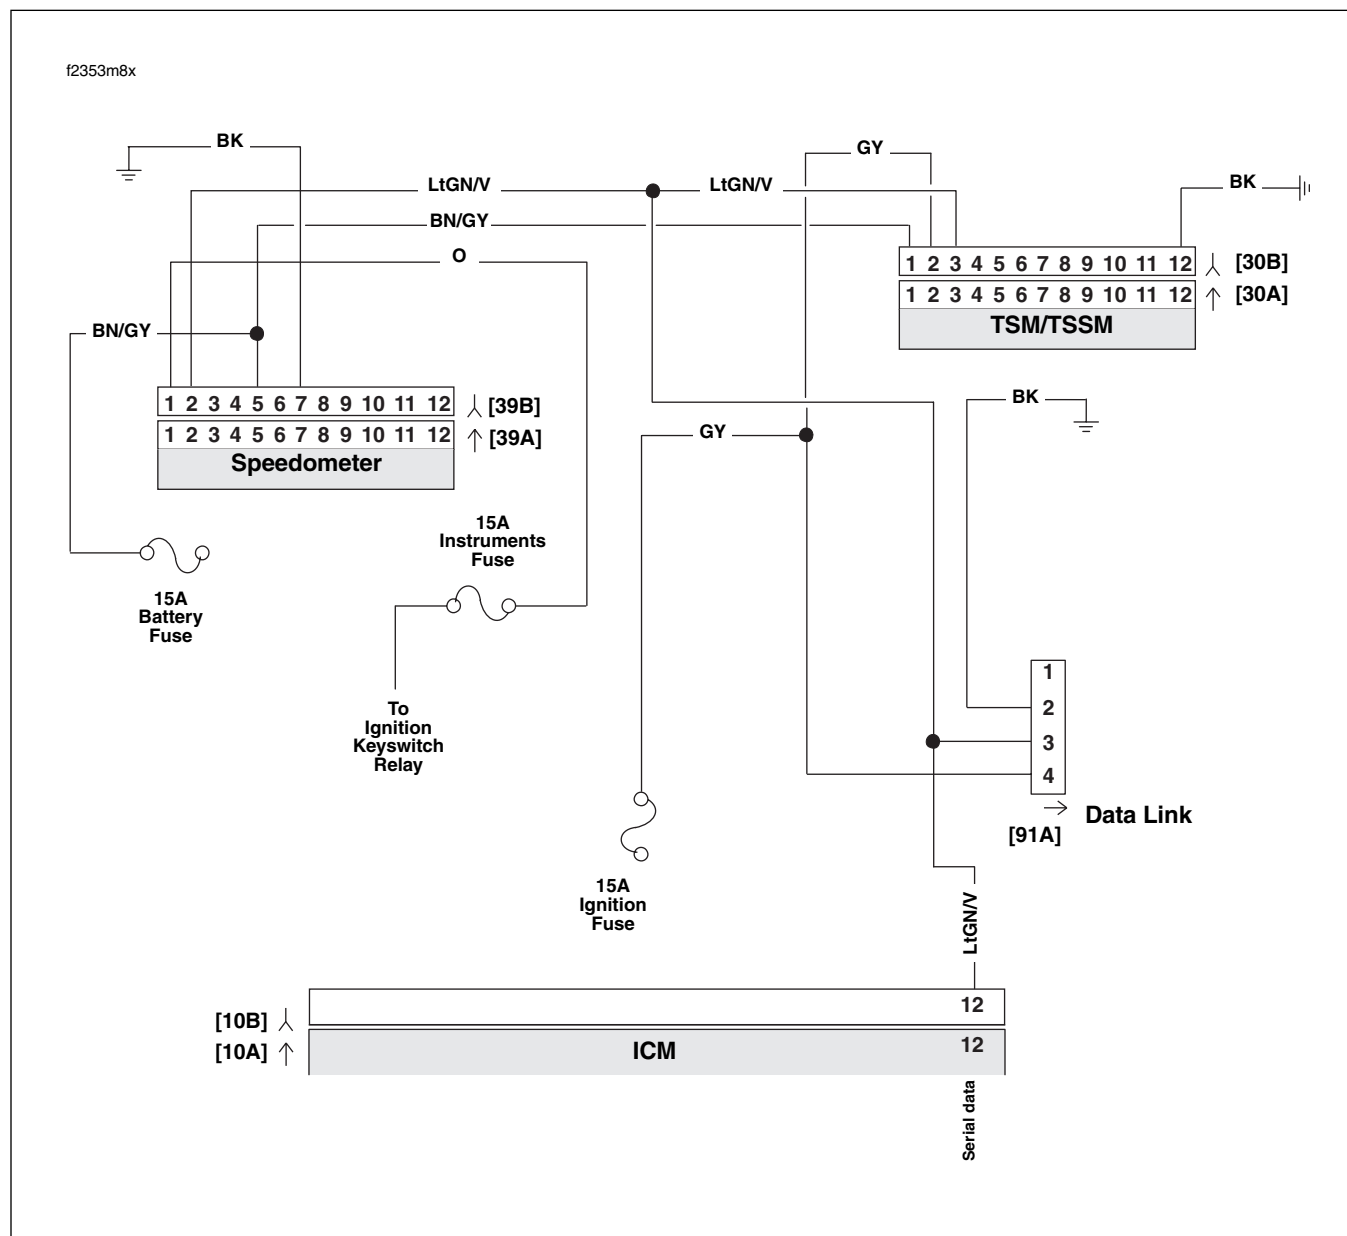 f2353m8x
BK
GY
LtGN/V
LtGN/V
BK
BN/GY
O
1 2 3 4 5 6 7 8 9 10 11 12 [30B]
1 2 3 4 5 6 7 8 9 10 11 12 [30A]
TSM/TSSM
BN/GY
1 2 3 4 5 6 7 8 9 10 11 12 [39B]
1 2 3 4 5 6 7 8 9 10 11 12 [39A]
Speedometer
BK
GY
15A
Instruments
Fuse
15A
Battery
Fuse
To
Ignition
Keyswitch
Relay
1
2
3
4
Data Link
[91A]
15A
Ignition
Fuse
LtGN/V
[10B]
12
[10A]
ICM
12
Serial data